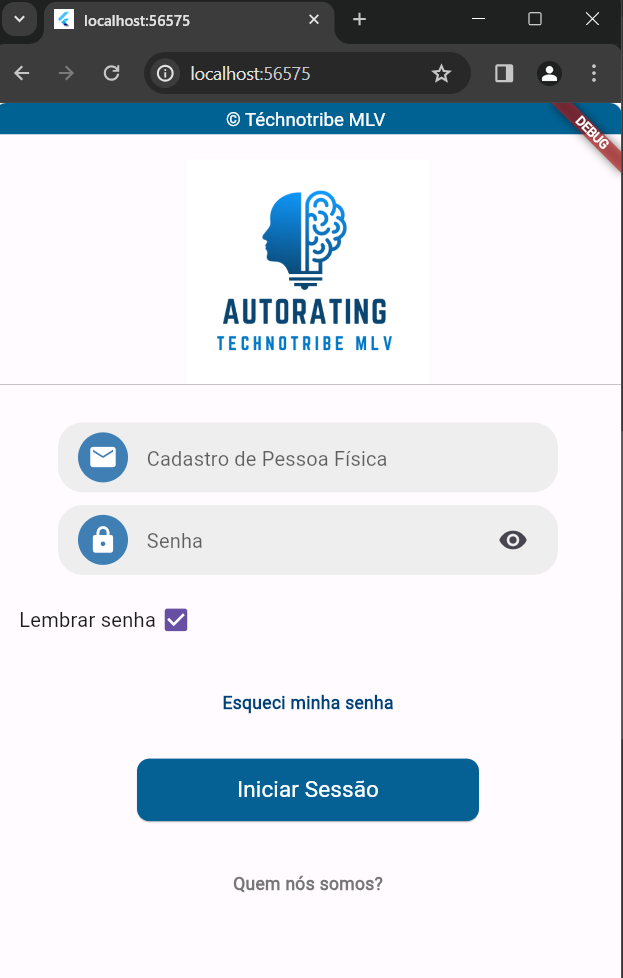 localhost:56575
localhost:56575
© Téchnotribe MLV
DEBUG
AUTORATING
TECHNOTRIBE MLV
Cadastro de Pessoa Física
Senha
Lembrar senha
Esqueci minha senha
Iniciar Sessão
Quem nós somos?